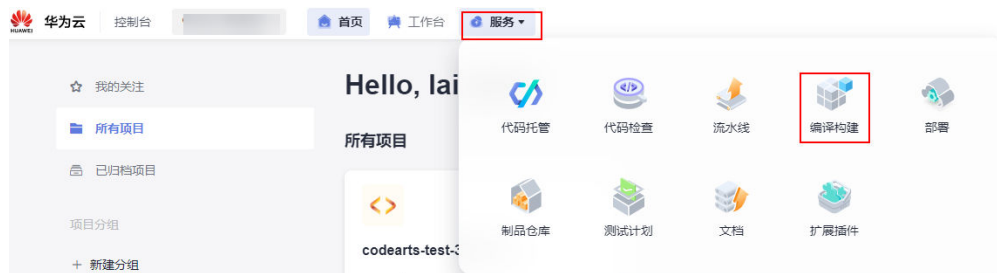 HUAWEI
华为云 控制台 首页 工作台 服务
我的关注
所有项目
已归档项目
项目分组
+ 新建分组
Hello, lai
所有项目
codearts-test-3
代码托管 代码检查 流水线 编译构建 部署
制品仓库 测试计划 文档 扩展插件